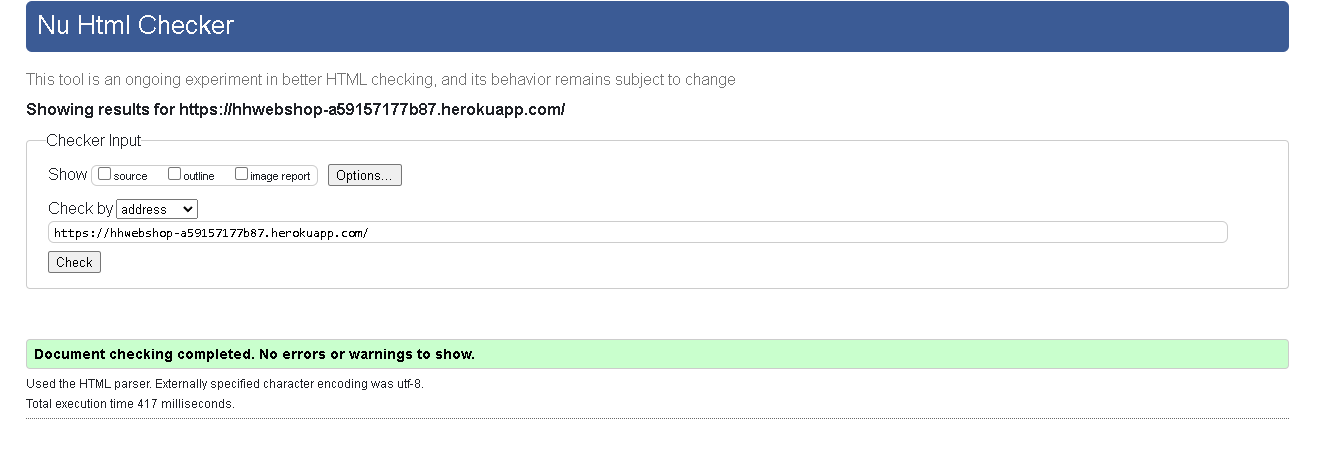 Nu Html Checker
This tool is an ongoing experiment in better HTML checking, and its behavior remains subject to change
Showing results for https://hhwebshop-a59157177b87.herokuapp.com/
Checker Input
Show source outline image report Options...
Check by address
https://hhwebshop-a59157177b87.herokuapp.com/
Check
Document checking completed. No errors or warnings to show.
Used the HTML parser. Externally specified character encoding was utf-8.
Total execution time 417 milliseconds.